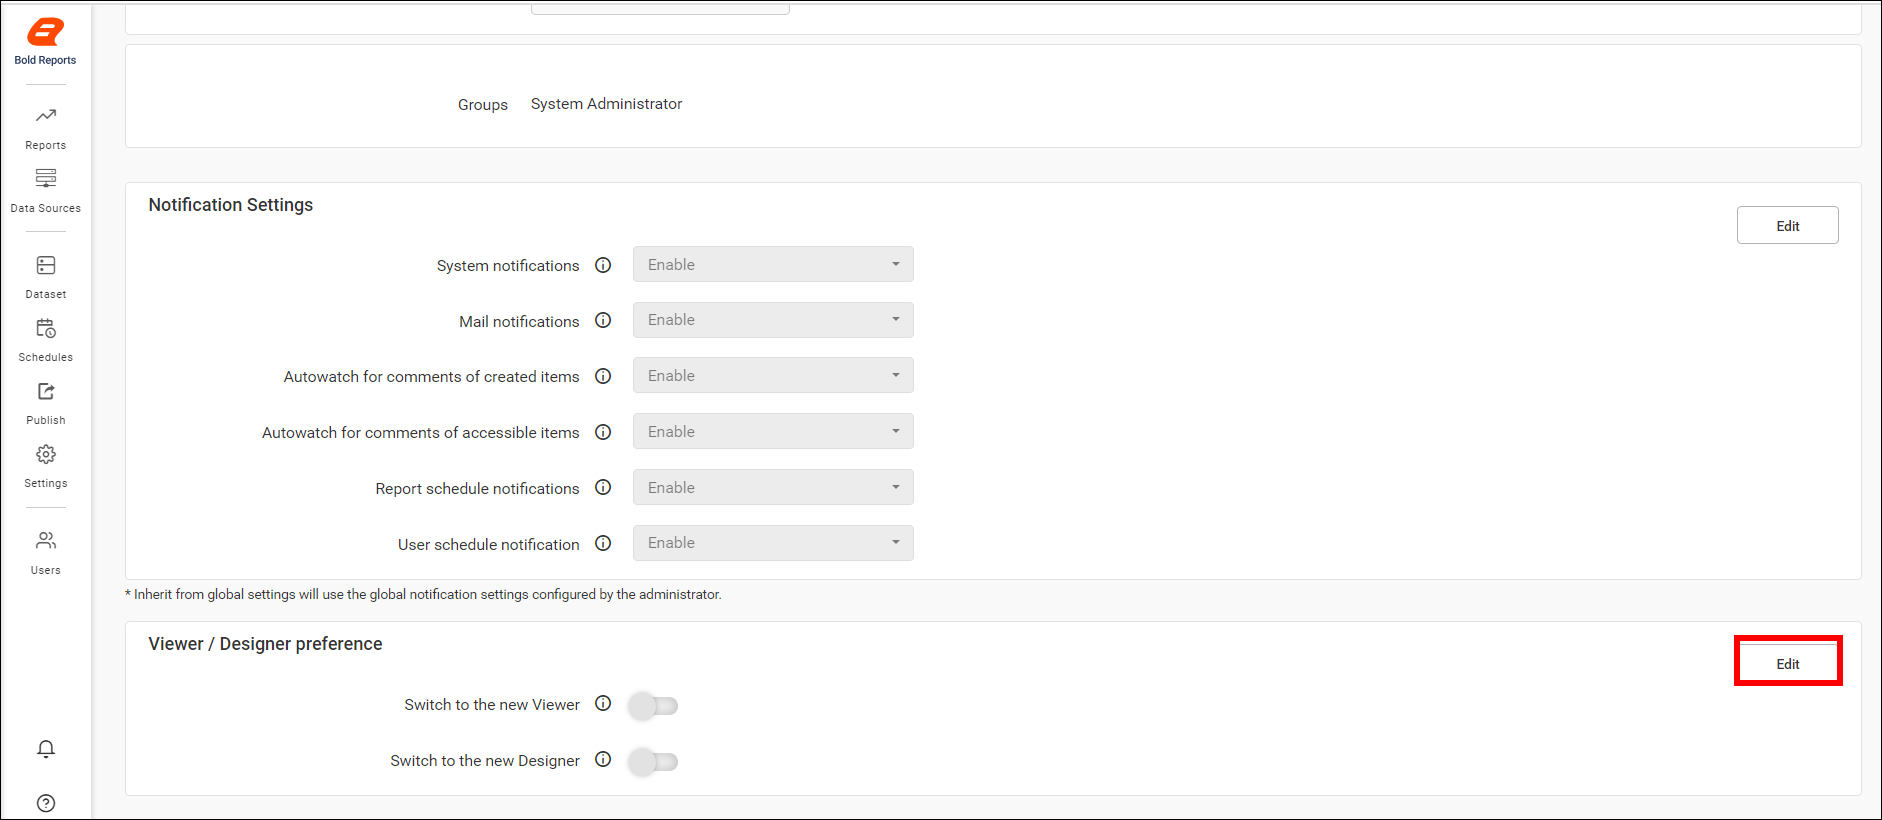 Bold Reports
Reports
Data Sources
Dataset
Schedules
Publish
Settings
Users
Groups System Administrator
Notification Settings
Edit
System notifications Enable
Mail notifications Enable
Autowatch for comments of created items Enable
Autowatch for comments of accessible items Enable
Report schedule notifications Enable
User schedule notification Enable
* Inherit from global settings will use the global notification settings configured by the administrator.
Viewer / Designer preference
Edit
Switch to the new Viewer
Switch to the new Designer